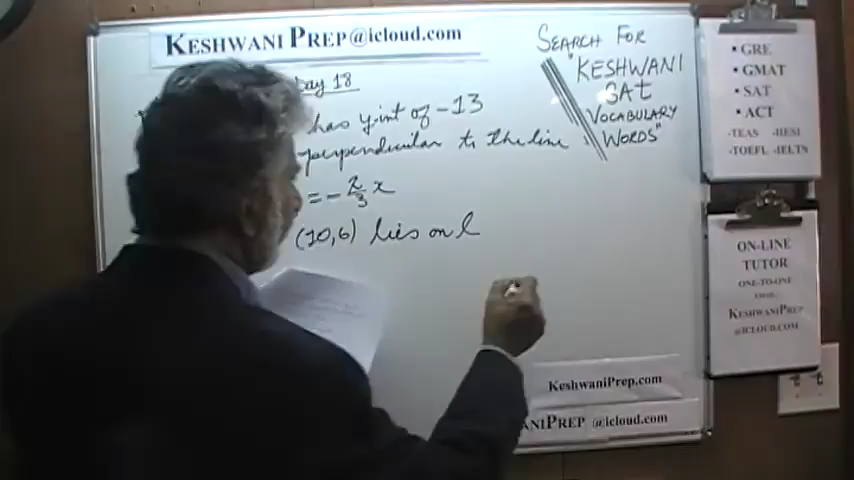 KESHWANI PREP@icloud.com
Day 18
has y-int of -13
perpendicular to the line
= - 2/3 x
(10,6) lies on l
SEARCH FOR
"KESHWANI
SAT
VOCABULARY
WORDS"
▪ GRE
▪ GMAT
▪ SAT
▪ ACT
-TEAS -HESI
-TOEFL -IELTS
ON-LINE
TUTOR
ONE-TO-ONE
KESHWANIPREP
@ICLOUD.COM
KESHWANIPREP.COM
ANIPREP @icloud.com